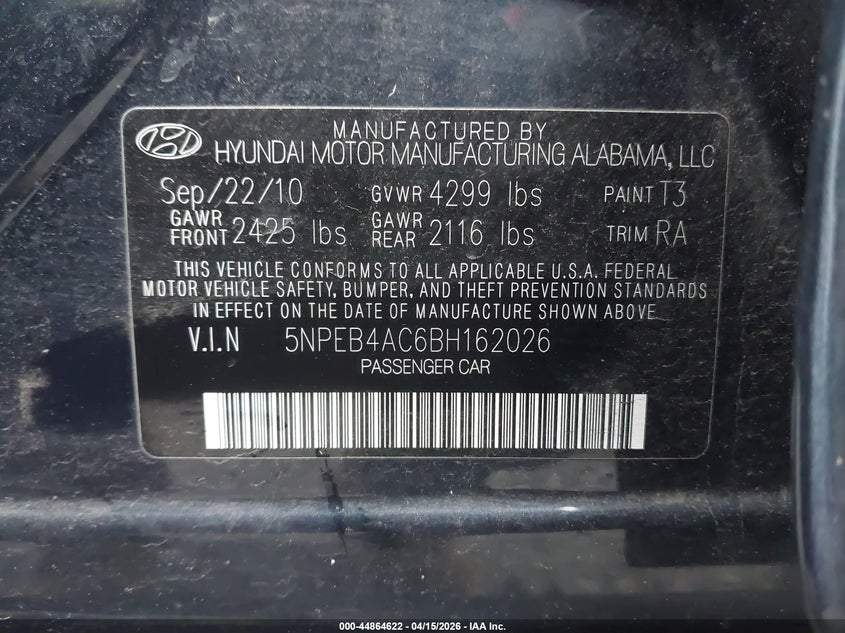 MANUFACTURED BY
HYUNDAI MOTOR MANUFACTURING ALABAMA, LLC
Sep/22/10 GVWR 4299 lbs PAINT T3
GAWR FRONT 2425 lbs GAWR REAR 2116 lbs TRIM RA
THIS VEHICLE CONFORMS TO ALL APPLICABLE U.S.A. FEDERAL
MOTOR VEHICLE SAFETY, BUMPER, AND THEFT PREVENTION STANDARDS
IN EFFECT ON THE DATE OF MANUFACTURE SHOWN ABOVE.
V.I.N 5NPEB4AC6BH162026
PASSENGER CAR
000-44864622 - 04/15/2026 - IAA Inc.